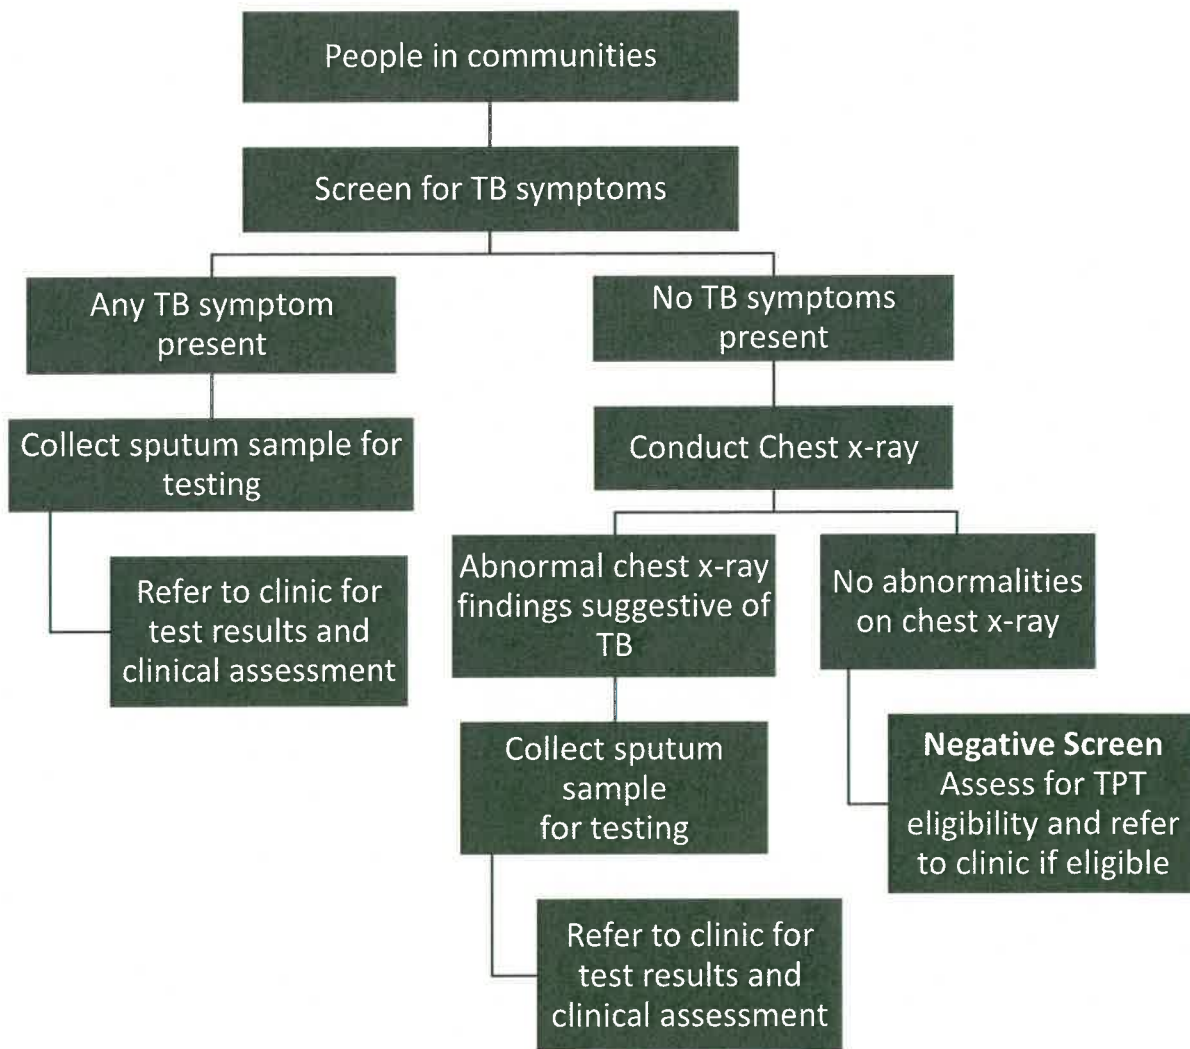 People in communities
Screen for TB symptoms
Any TB symptom
present
No TB symptoms
present
Collect sputum sample for
testing
Conduct Chest x-ray
Refer to clinic for
test results and
clinical assessment
Abnormal chest x-ray
findings suggestive of
TB
No abnormalities
on chest x-ray
Collect sputum
sample
for testing
Negative Screen
Assess for TPT
eligibility and refer
to clinic if eligible
Refer to clinic for
test results and
clinical assessment